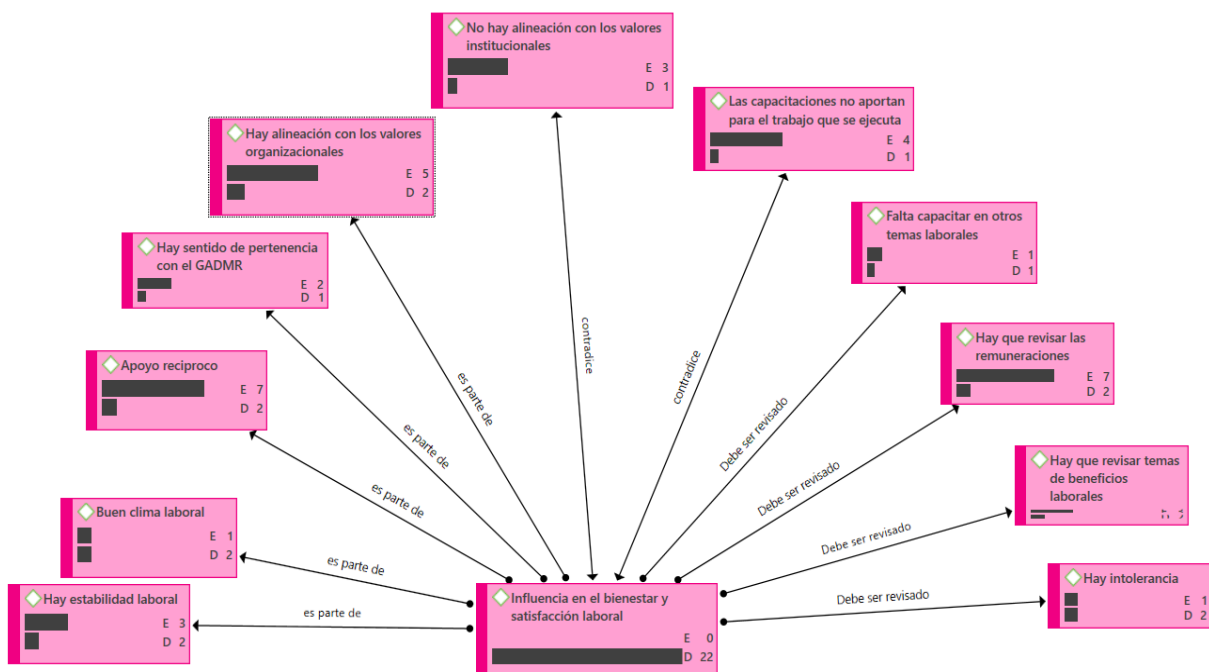 No hay alineación con los valores
institucionales
E 3
D 1
Las capacitaciones no aportan
para el trabajo que se ejecuta
E 4
D 1
Hay alineación con los valores
organizacionales
E 5
D 2
Falta capacitar en otros
temas laborales
E 1
D 1
Hay sentido de pertenencia
con el GADMR
E 2
D 1
Hay que revisar las
remuneraciones
E 7
D 2
Apoyo reciproco
E 7
D 2
Hay que revisar temas
de beneficios
laborales
Buen clima laboral
E 1
D 2
Hay intolerancia
E 1
D 2
Hay estabilidad laboral
E 3
D 2
Influencia en el bienestar y
satisfacción laboral
E 0
D 22
es parte de
es parte de
es parte de
es parte de
es parte de
contradice
contradice
Debe ser revisado
Debe ser revisado
Debe ser revisado
Debe ser revisado